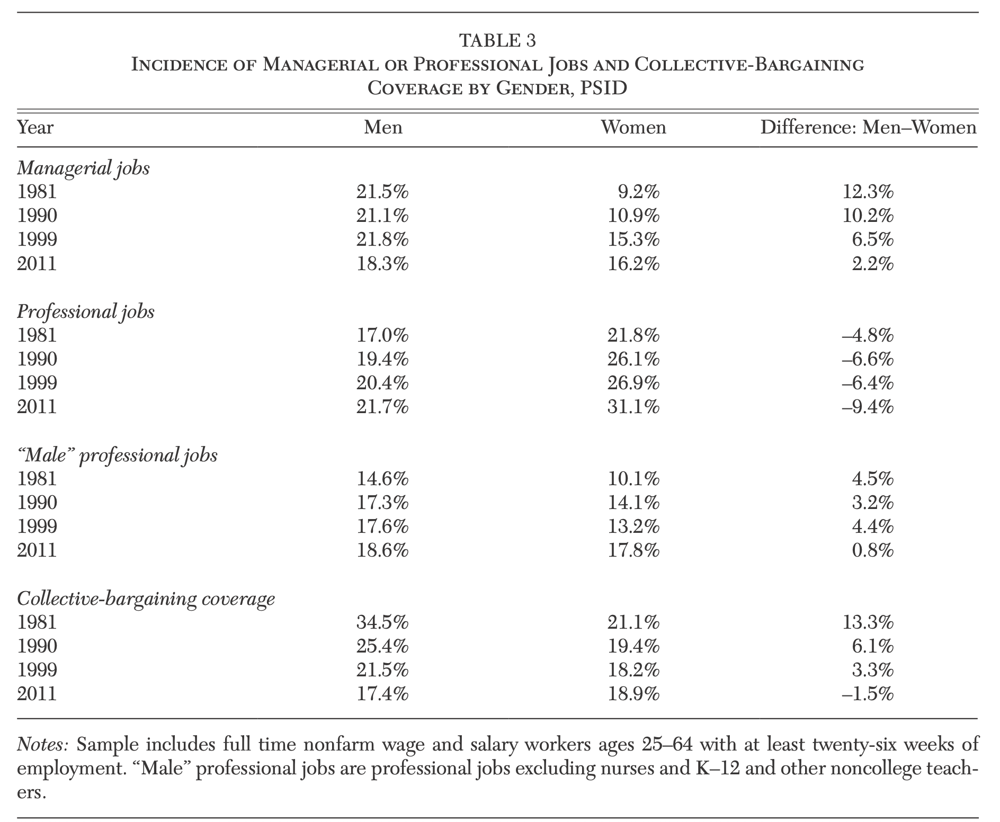 TABLE 3
Incidence of Managerial or Professional Jobs and Collective-Bargaining
Coverage by Gender, PSID
Year Men Women Difference: Men–Women
Managerial jobs
1981 21.5% 9.2% 12.3%
1990 21.1% 10.9% 10.2%
1999 21.8% 15.3% 6.5%
2011 18.3% 16.2% 2.2%
Professional jobs
1981 17.0% 21.8% –4.8%
1990 19.4% 26.1% –6.6%
1999 20.4% 26.9% –6.4%
2011 21.7% 31.1% –9.4%
“Male” professional jobs
1981 14.6% 10.1% 4.5%
1990 17.3% 14.1% 3.2%
1999 17.6% 13.2% 4.4%
2011 18.6% 17.8% 0.8%
Collective-bargaining coverage
1981 34.5% 21.1% 13.3%
1990 25.4% 19.4% 6.1%
1999 21.5% 18.2% 3.3%
2011 17.4% 18.9% –1.5%
Notes: Sample includes full time nonfarm wage and salary workers ages 25–64 with at least twenty-six weeks of
employment. “Male” professional jobs are professional jobs excluding nurses and K–12 and other noncollege teach-
ers.